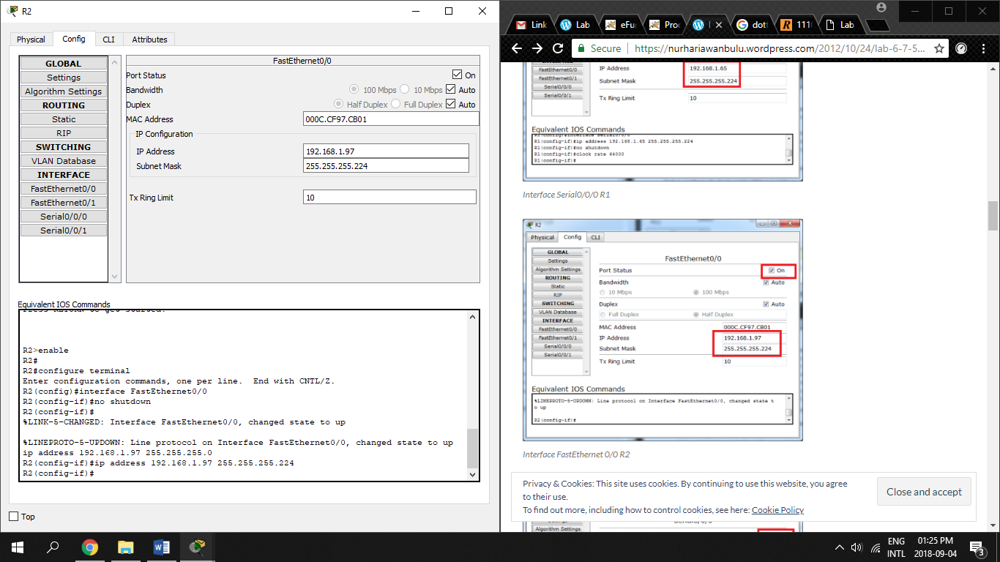 R2
Physical Config CLI Attributes
GLOBAL
Settings
Algorithm Settings
ROUTING
Static
RIP
SWITCHING
VLAN Database
INTERFACE
FastEthernet0/0
FastEthernet0/1
Serial0/0/0
Serial0/0/1
FastEthernet0/0
Port Status On
Bandwidth 100 Mbps 10 Mbps Auto
Duplex Half Duplex Full Duplex Auto
MAC Address 000C.CF97.CB01
IP Configuration
IP Address 192.168.1.97
Subnet Mask 255.255.255.224
Tx Ring Limit 10
Equivalent IOS Commands
Press RETURN to get started.
R2>enable
R2#
R2#configure terminal
Enter configuration commands, one per line. End with CNTL/Z.
R2(config)#interface FastEthernet0/0
R2(config-if)#no shutdown
R2(config-if)#
%LINK-5-CHANGED: Interface FastEthernet0/0, changed state to up
%LINEPROTO-5-UPDOWN: Line protocol on Interface FastEthernet0/0, changed state to up
ip address 192.168.1.97 255.255.255.0
R2(config-if)#ip address 192.168.1.97 255.255.255.224
R2(config-if)#
Top
Link Lab eFu Pro I dot 111 Lab
Secure https://nurhariawanbulu.wordpress.com/2012/10/24/lab-6-7-5...
FastEthernet0/0
FastEthernet0/1
Serial0/0/0
Serial0/0/1
IP Address 192.168.1.65
Subnet Mask 255.255.255.224
Tx Ring Limit 10
Equivalent IOS Commands
R1(config)#interface Serial0/0/0
R1(config-if)#ip address 192.168.1.65 255.255.255.224
R1(config-if)#no shutdown
R1(config-if)#clock rate 64000
R1(config-if)#
Interface Serial0/0/0 R1
R2
Physical Config CLI
GLOBAL
Settings
Algorithm Settings
ROUTING
Static
RIP
SWITCHING
VLAN Database
INTERFACE
FastEthernet0/0
FastEthernet0/1
Serial0/0/0
Serial0/0/1
FastEthernet0/0
Port Status On
Bandwidth Auto
10 Mbps 100 Mbps
Duplex Auto
Full Duplex Half Duplex
MAC Address 000C.CF97.CB01
IP Address 192.168.1.97
Subnet Mask 255.255.255.224
Tx Ring Limit 10
Equivalent IOS Commands
%LINEPROTO-5-UPDOWN: Line protocol on Interface FastEthernet0/0, changed state t
o up
R2(config-if)#
Interface FastEthernet 0/0 R2
Privacy & Cookies: This site uses cookies. By continuing to use this website, you agree
to their use.
To find out more, including how to control cookies, see here: Cookie Policy
Close and accept
Algorithm Settings
ENG
INTL
01:25 PM
2018-09-04
3